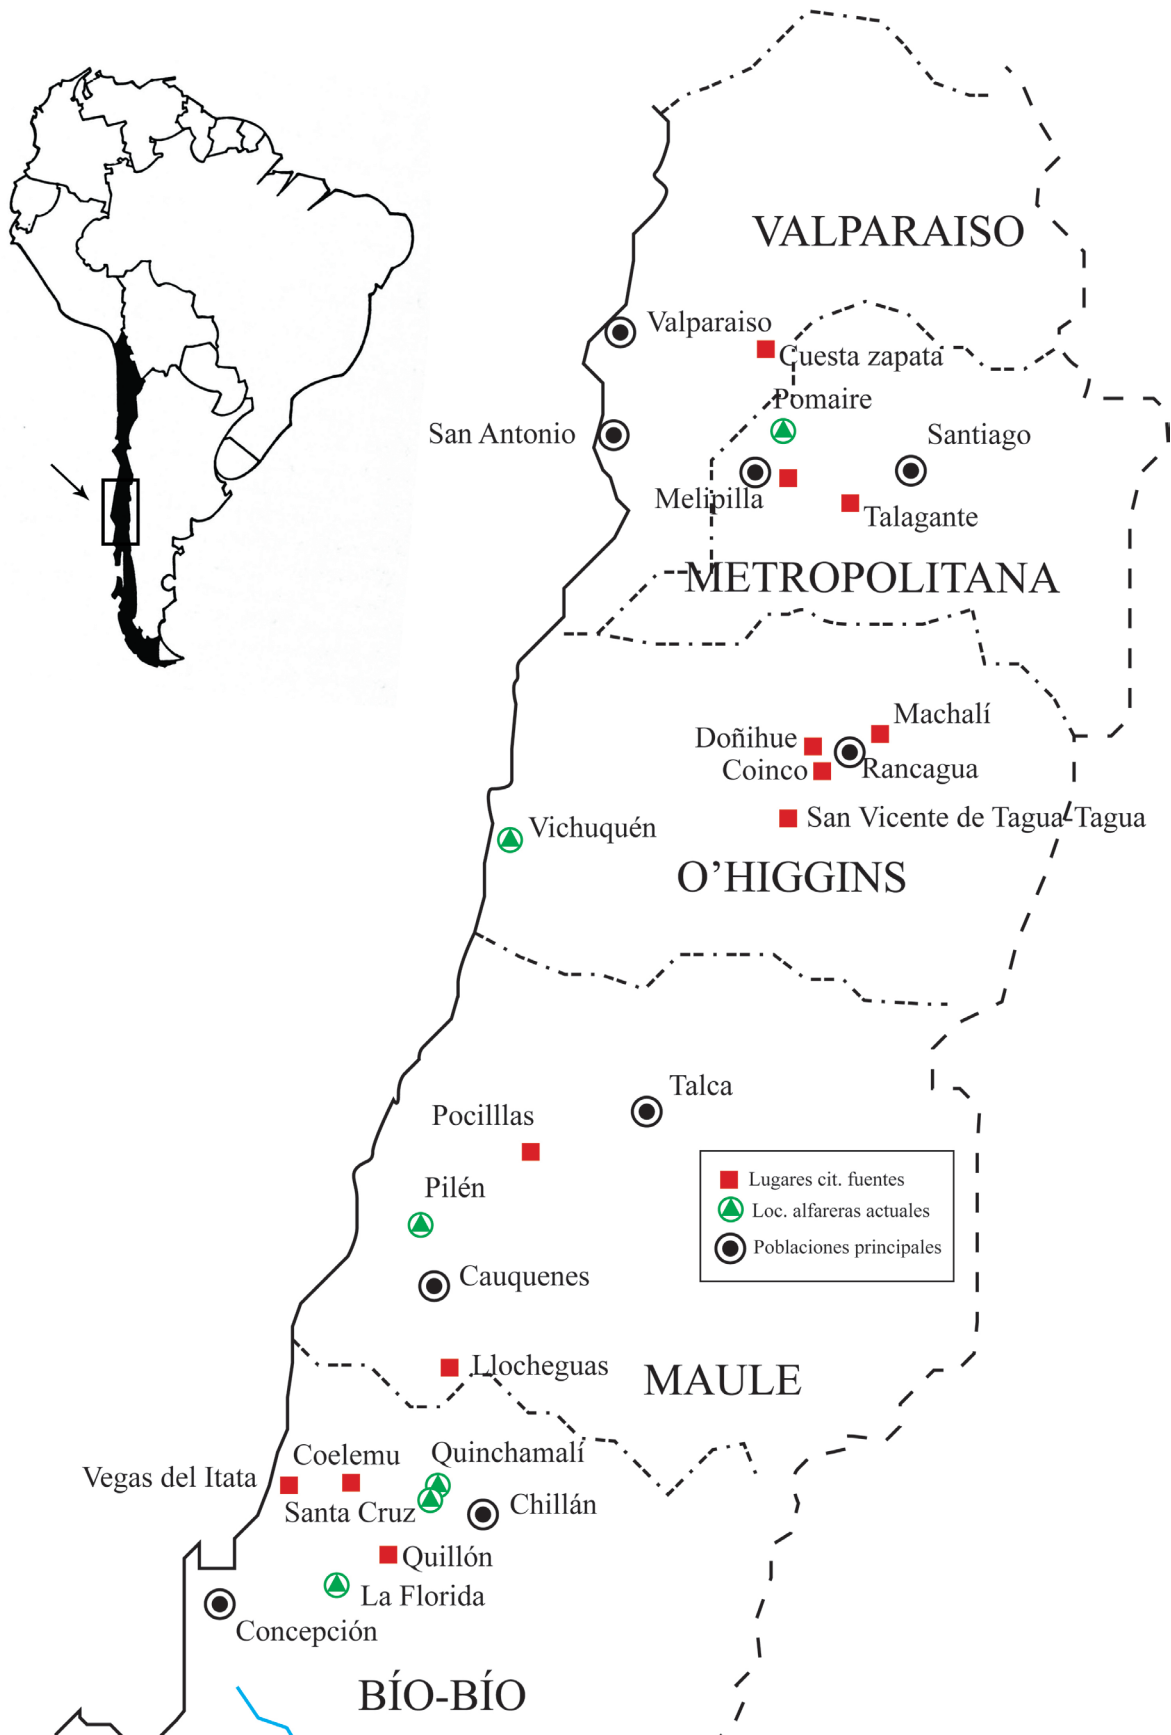 VALPARAISO
Valparaiso
Cuesta zapata
Pomaire
San Antonio
Santiago
Melipilla
Talagante
METROPOLITANA
Machalí
Doñihue
Coinco
Rancagua
San Vicente de Tagua-Tagua
Vichuquén
O’HIGGINS
Talca
Pocilllas
Lugares cit. fuentes
Pilén
Loc. alfareras actuales
Poblaciones principales
Cauquenes
Llocheguas
MAULE
Quinchamalí
Coelemu
Vegas del Itata
Chillán
Santa Cruz
Quillón
La Florida
Concepción
BÍO-BÍO